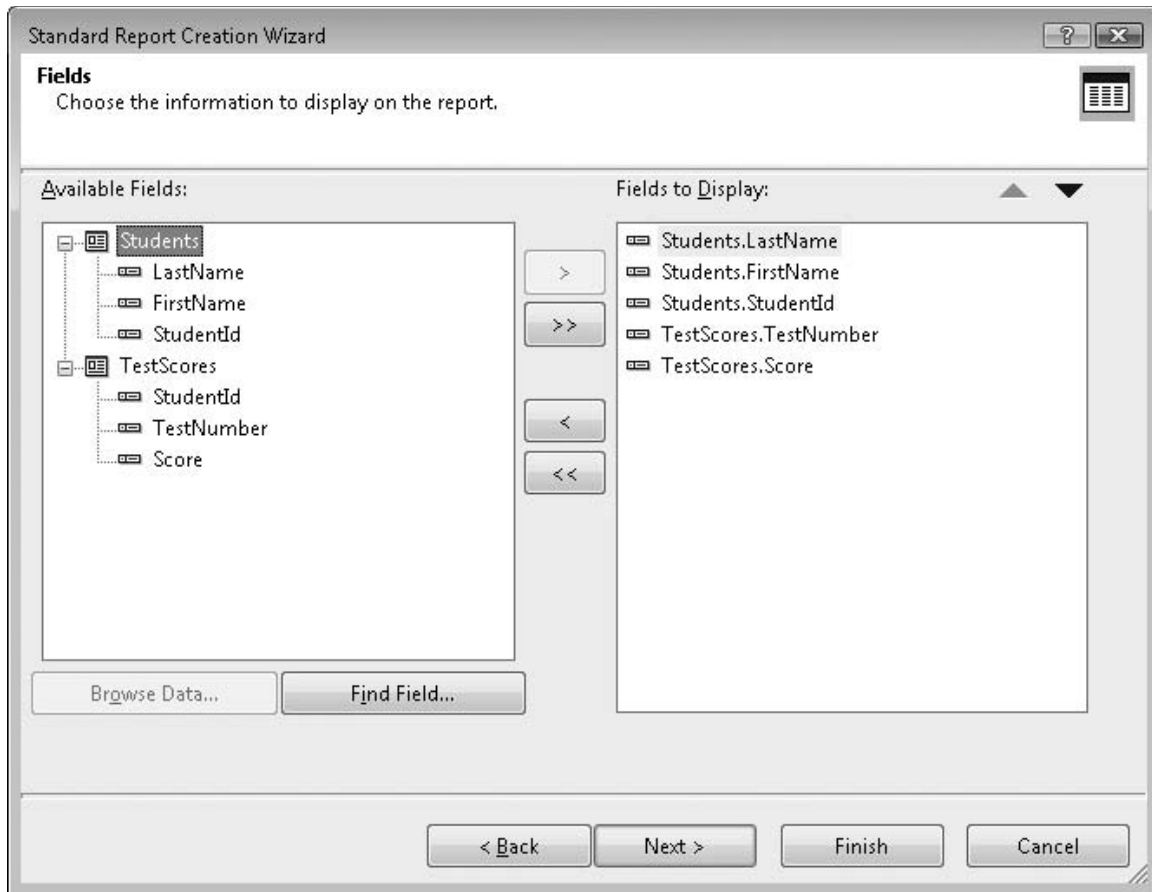 Standard Report Creation Wizard
?
Fields
Choose the information to display on the report.
Available Fields:
Students
LastName
FirstName
StudentId
TestScores
StudentId
TestNumber
Score
>
>>
<
<<
Fields to Display:
Students.LastName
Students.FirstName
Students.StudentId
TestScores.TestNumber
TestScores.Score
Browse Data...
Find Field...
< Back
Next >
Finish
Cancel